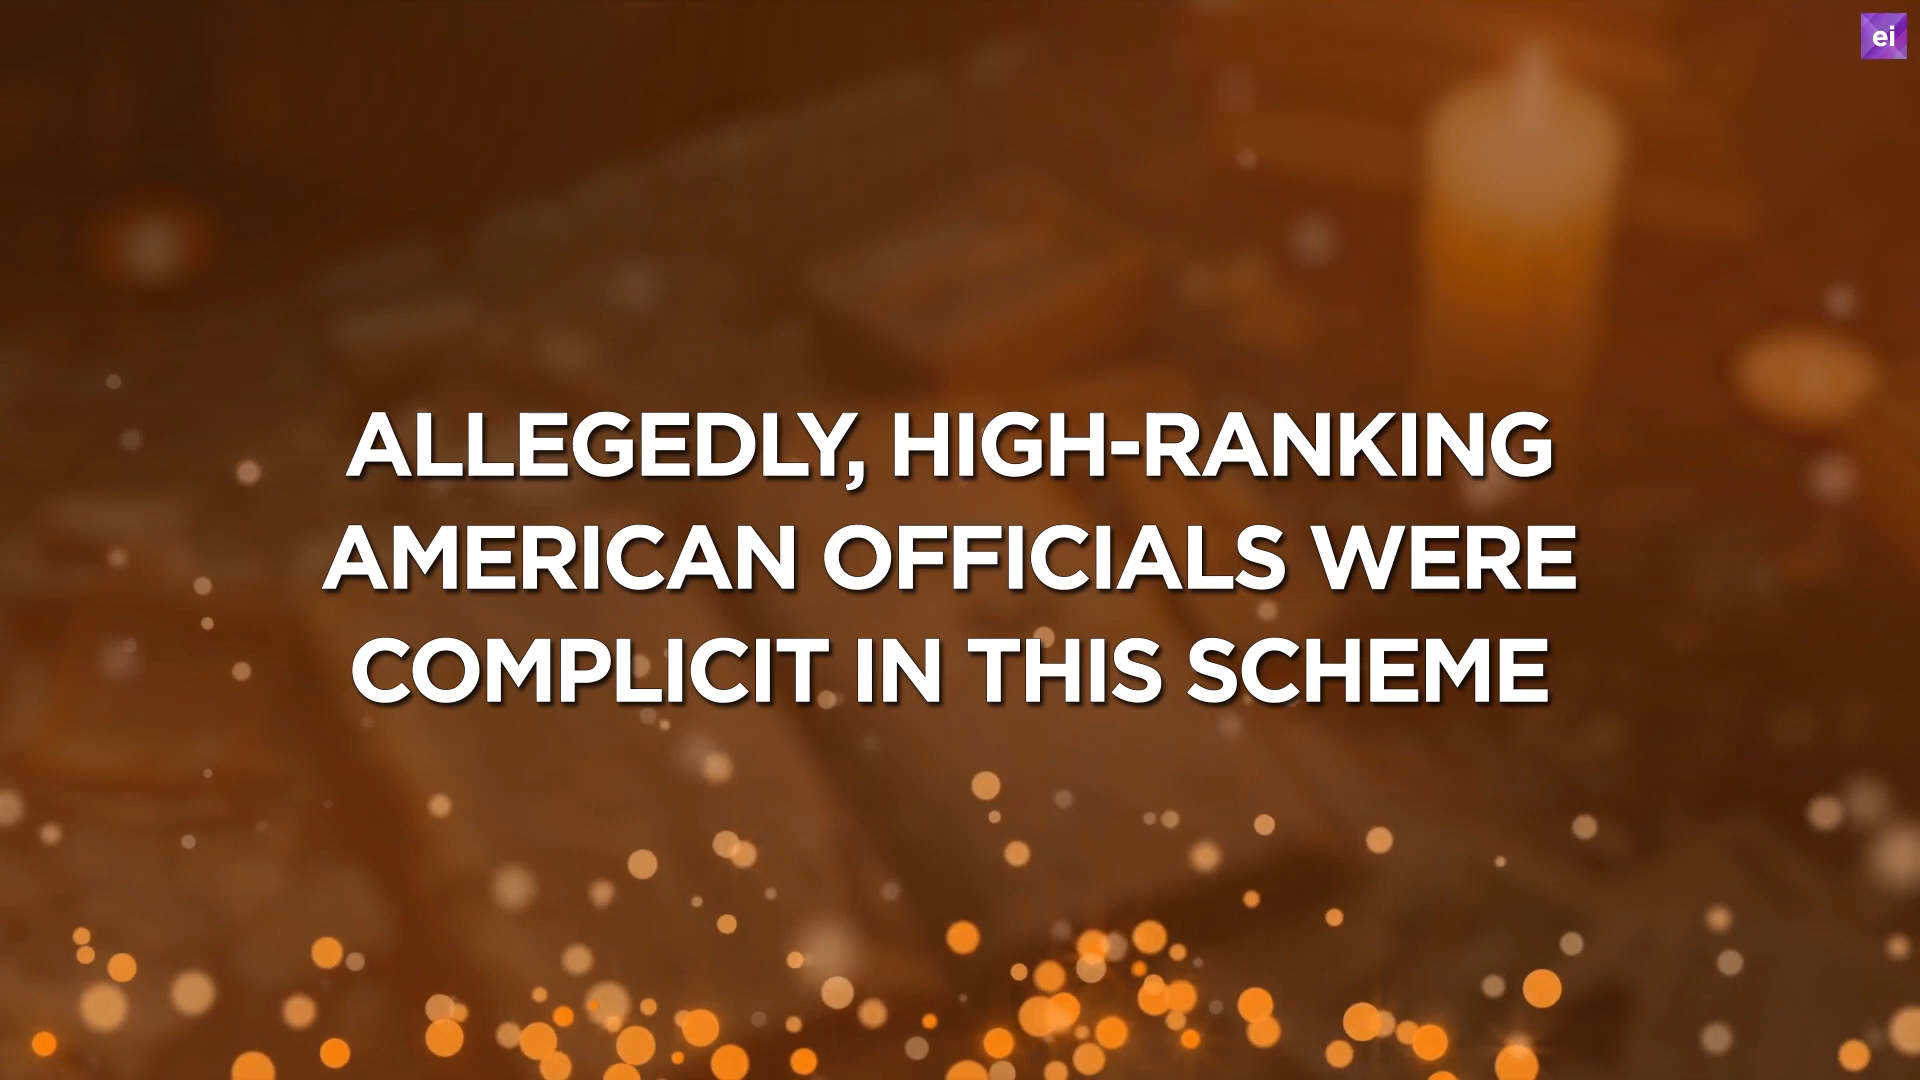 ei
ALLEGEDLY, HIGH-RANKING
AMERICAN OFFICIALS WERE
COMPLICIT IN THIS SCHEME